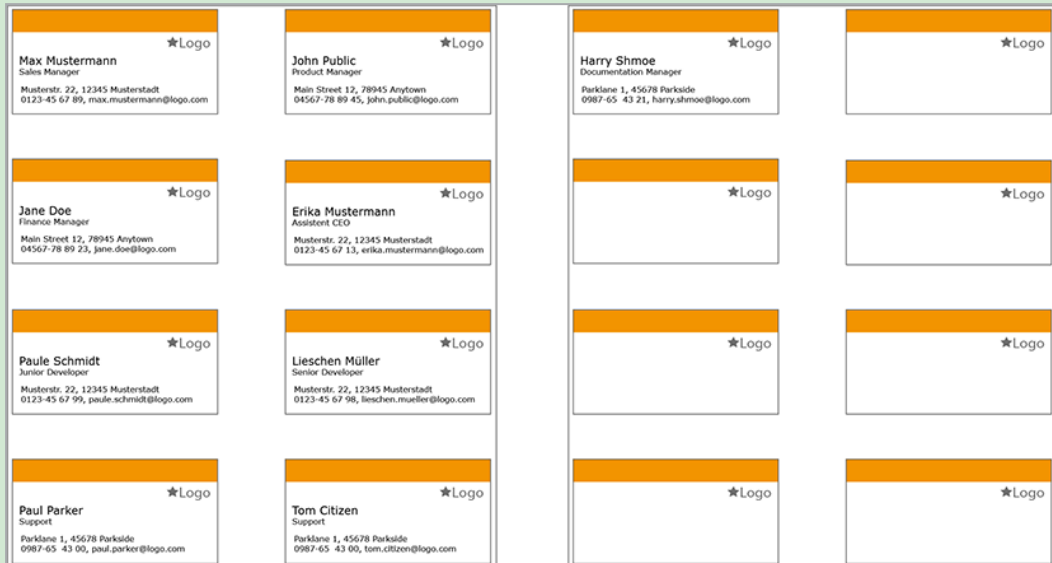 Logo
Max Mustermann
Sales Manager
Musterstr. 22, 12345 Musterstadt
0123-45 67 89, max.mustermann@logo.com
Logo
John Public
Product Manager
Main Street 12, 78945 Anytown
04567-78 89 45, john.public@logo.com
Logo
Harry Shmoe
Documentation Manager
Parklane 1, 45678 Parkside
0987-65 43 21, harry.shmoe@logo.com
Logo
Logo
Jane Doe
Finance Manager
Main Street 12, 78945 Anytown
04567-78 89 23, jane.doe@logo.com
Logo
Erika Mustermann
Assistent CEO
Musterstr. 22, 12345 Musterstadt
0123-45 67 13, erika.mustermann@logo.com
Logo
Logo
Logo
Paule Schmidt
Junior Developer
Musterstr. 22, 12345 Musterstadt
0123-45 67 99, paule.schmidt@logo.com
Logo
Lieschen Müller
Senior Developer
Musterstr. 22, 12345 Musterstadt
0123-45 67 98, lieschen.mueller@logo.com
Logo
Logo
Logo
Paul Parker
Support
Parklane 1, 45678 Parkside
0987-65 43 00, paul.parker@logo.com
Logo
Tom Citizen
Support
Parklane 1, 45678 Parkside
0987-65 43 00, tom.citizen@logo.com
Logo
Logo